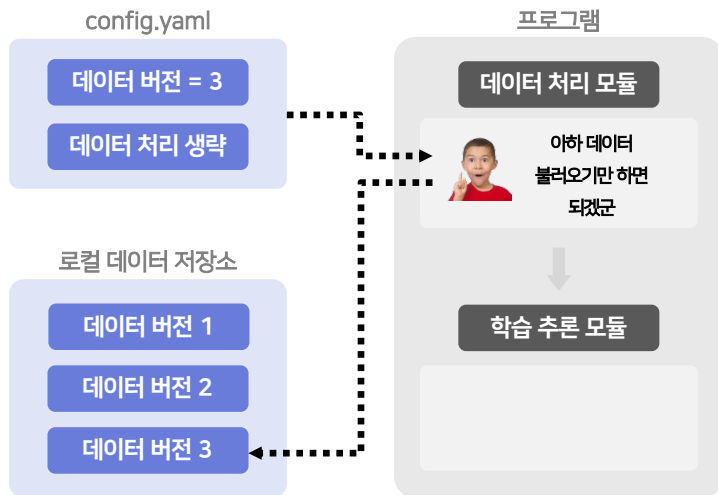 config.yaml
데이터 버전 = 3
데이터 처리 생략
로컬 데이터 저장소
데이터 버전 1
데이터 버전 2
데이터 버전 3
프로그램
데이터 처리 모듈
아하 데이터
불러오기만 하면
되겠군
학습 추론 모듈